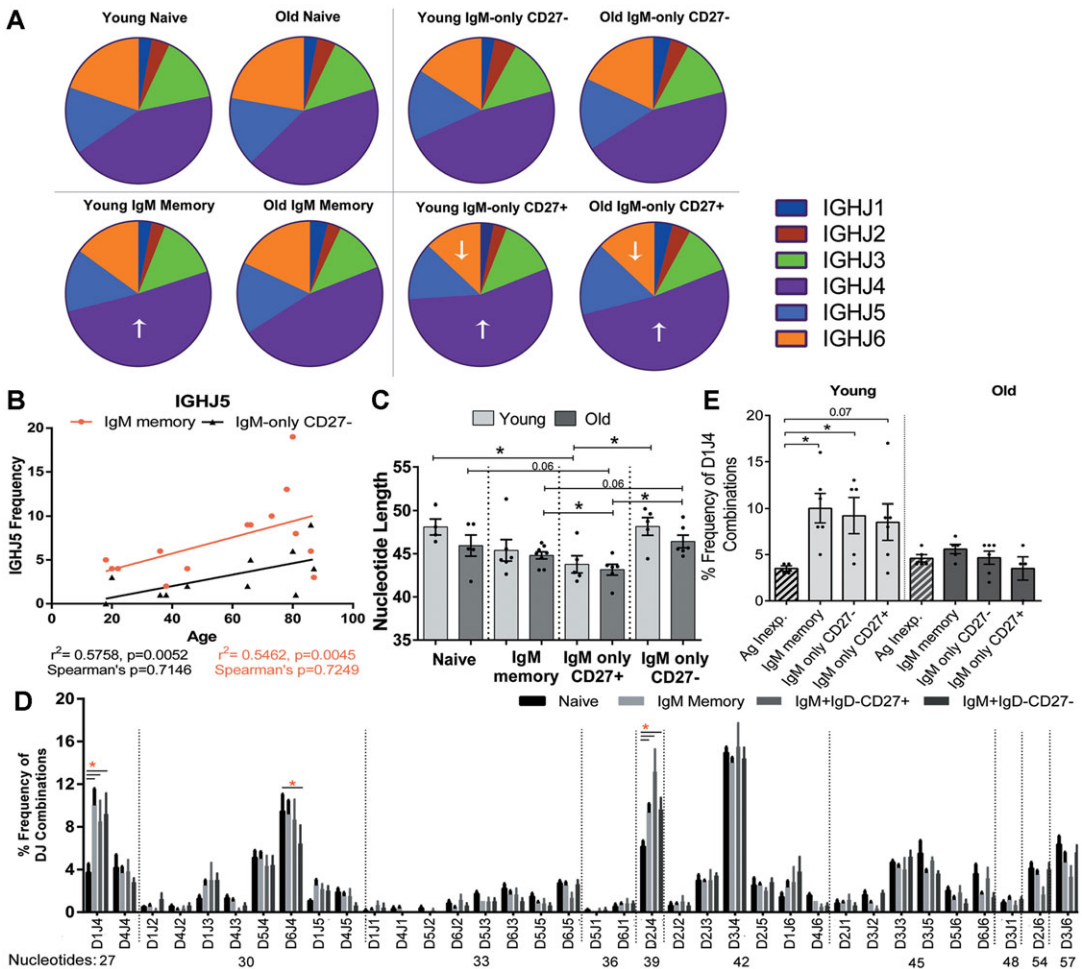 A
Young Naive
Old Naive
Young IgM-only CD27-
Old IgM-only CD27-
Young IgM Memory
Old IgM Memory
Young IgM-only CD27+
Old IgM-only CD27+
↑
↓
↑
↓
↑
IGHJ1
IGHJ2
IGHJ3
IGHJ4
IGHJ5
IGHJ6
B
IGHJ5
IgM memory
IgM-only CD27-
IGHJ5 Frequency
20
15
10
5
0
0 20 40 60 80 100
Age
r²= 0.5758, p=0.0052
Spearman's p=0.7146
r²= 0.5462, p=0.0045
Spearman's p=0.7249
C
Young
Old
Nucleotide Length
55
50
45
40
35
*
*
0.06
0.06
*
*
Naive
IgM memory
IgM only CD27+
IgM only CD27-
E
Young
Old
% Frequency of D1J4 Combinations
20
15
10
5
0
0.07
*
*
Ag Inexp.
IgM memory
IgM only CD27-
IgM only CD27+
Ag Inexp.
IgM memory
IgM only CD27-
IgM only CD27+
D
Naive
IgM Memory
IgM+IgD-CD27+
IgM+IgD-CD27-
% Frequency of DJ Combinations
20
16
12
8
4
0
*
*
*
D1J4
D4J4
D1J2
D4J2
D1J3
D4J3
D5J4
D6J4
D1J5
D4J5
D1J1
D4J1
D5J2
D6J2
D5J3
D6J3
D5J5
D6J5
D5J1
D6J1
D2J4
D2J2
D2J3
D3J4
D2J5
D1J6
D4J6
D2J1
D3J2
D3J3
D3J5
D5J6
D6J6
D3J1
D2J6
D3J6
Nucleotides: 27 30 33 36 39 42 45 48 54 57